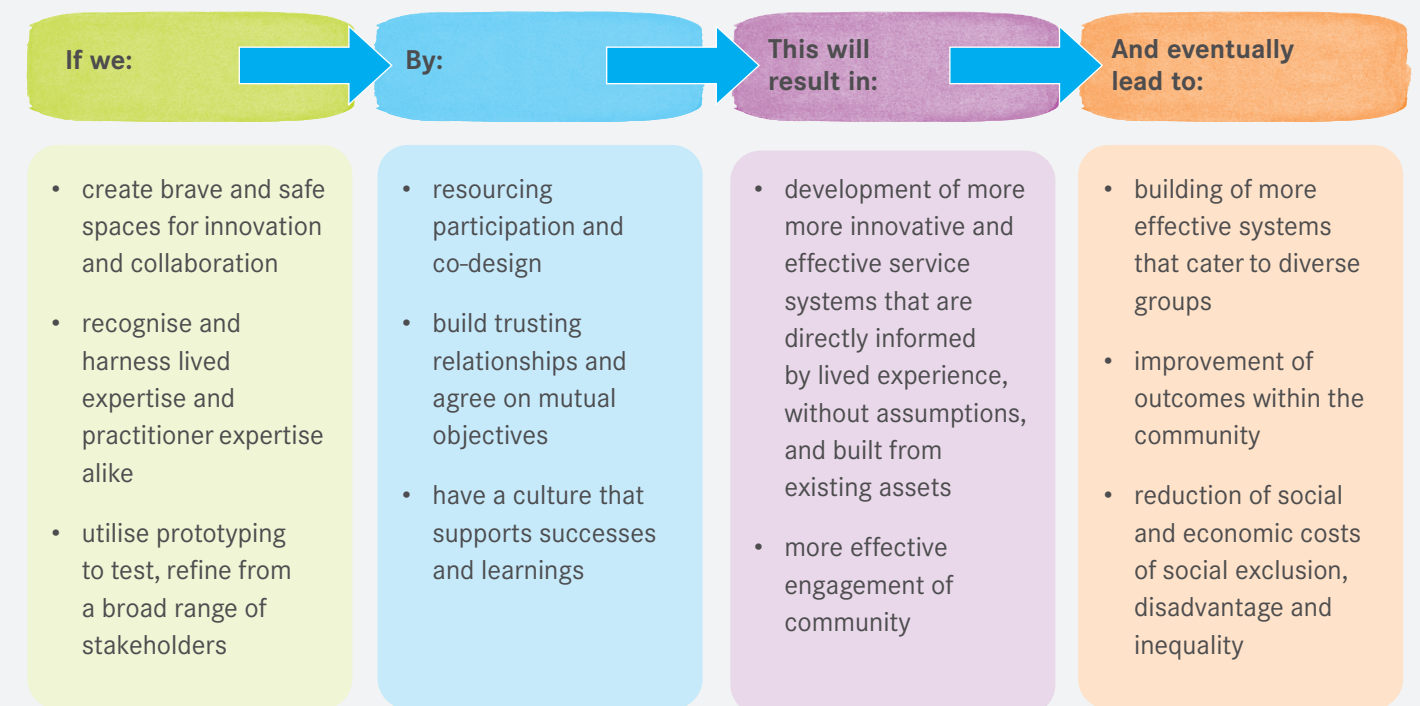 If we:
By:
This will
result in:
And eventually
lead to:
• create brave and safe
spaces for innovation
and collaboration
• recognise and
harness lived
expertise and
practitioner expertise
alike
• utilise prototyping
to test, refine from
a broad range of
stakeholders
• resourcing
participation and
co-design
• build trusting
relationships and
agree on mutual
objectives
• have a culture that
supports successes
and learnings
• development of more
more innovative and
effective service
systems that are
directly informed
by lived experience,
without assumptions,
and built from
existing assets
• more effective
engagement of
community
• building of more
effective systems
that cater to diverse
groups
• improvement of
outcomes within the
community
• reduction of social
and economic costs
of social exclusion,
disadvantage and
inequality